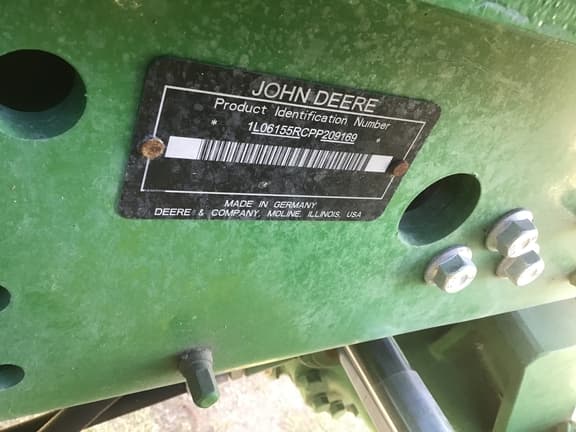 JOHN DEERE
Product Identification Number
* 1L06155RCPP209169 *
MADE IN GERMANY
DEERE & COMPANY, MOLINE, ILLINOIS, USA